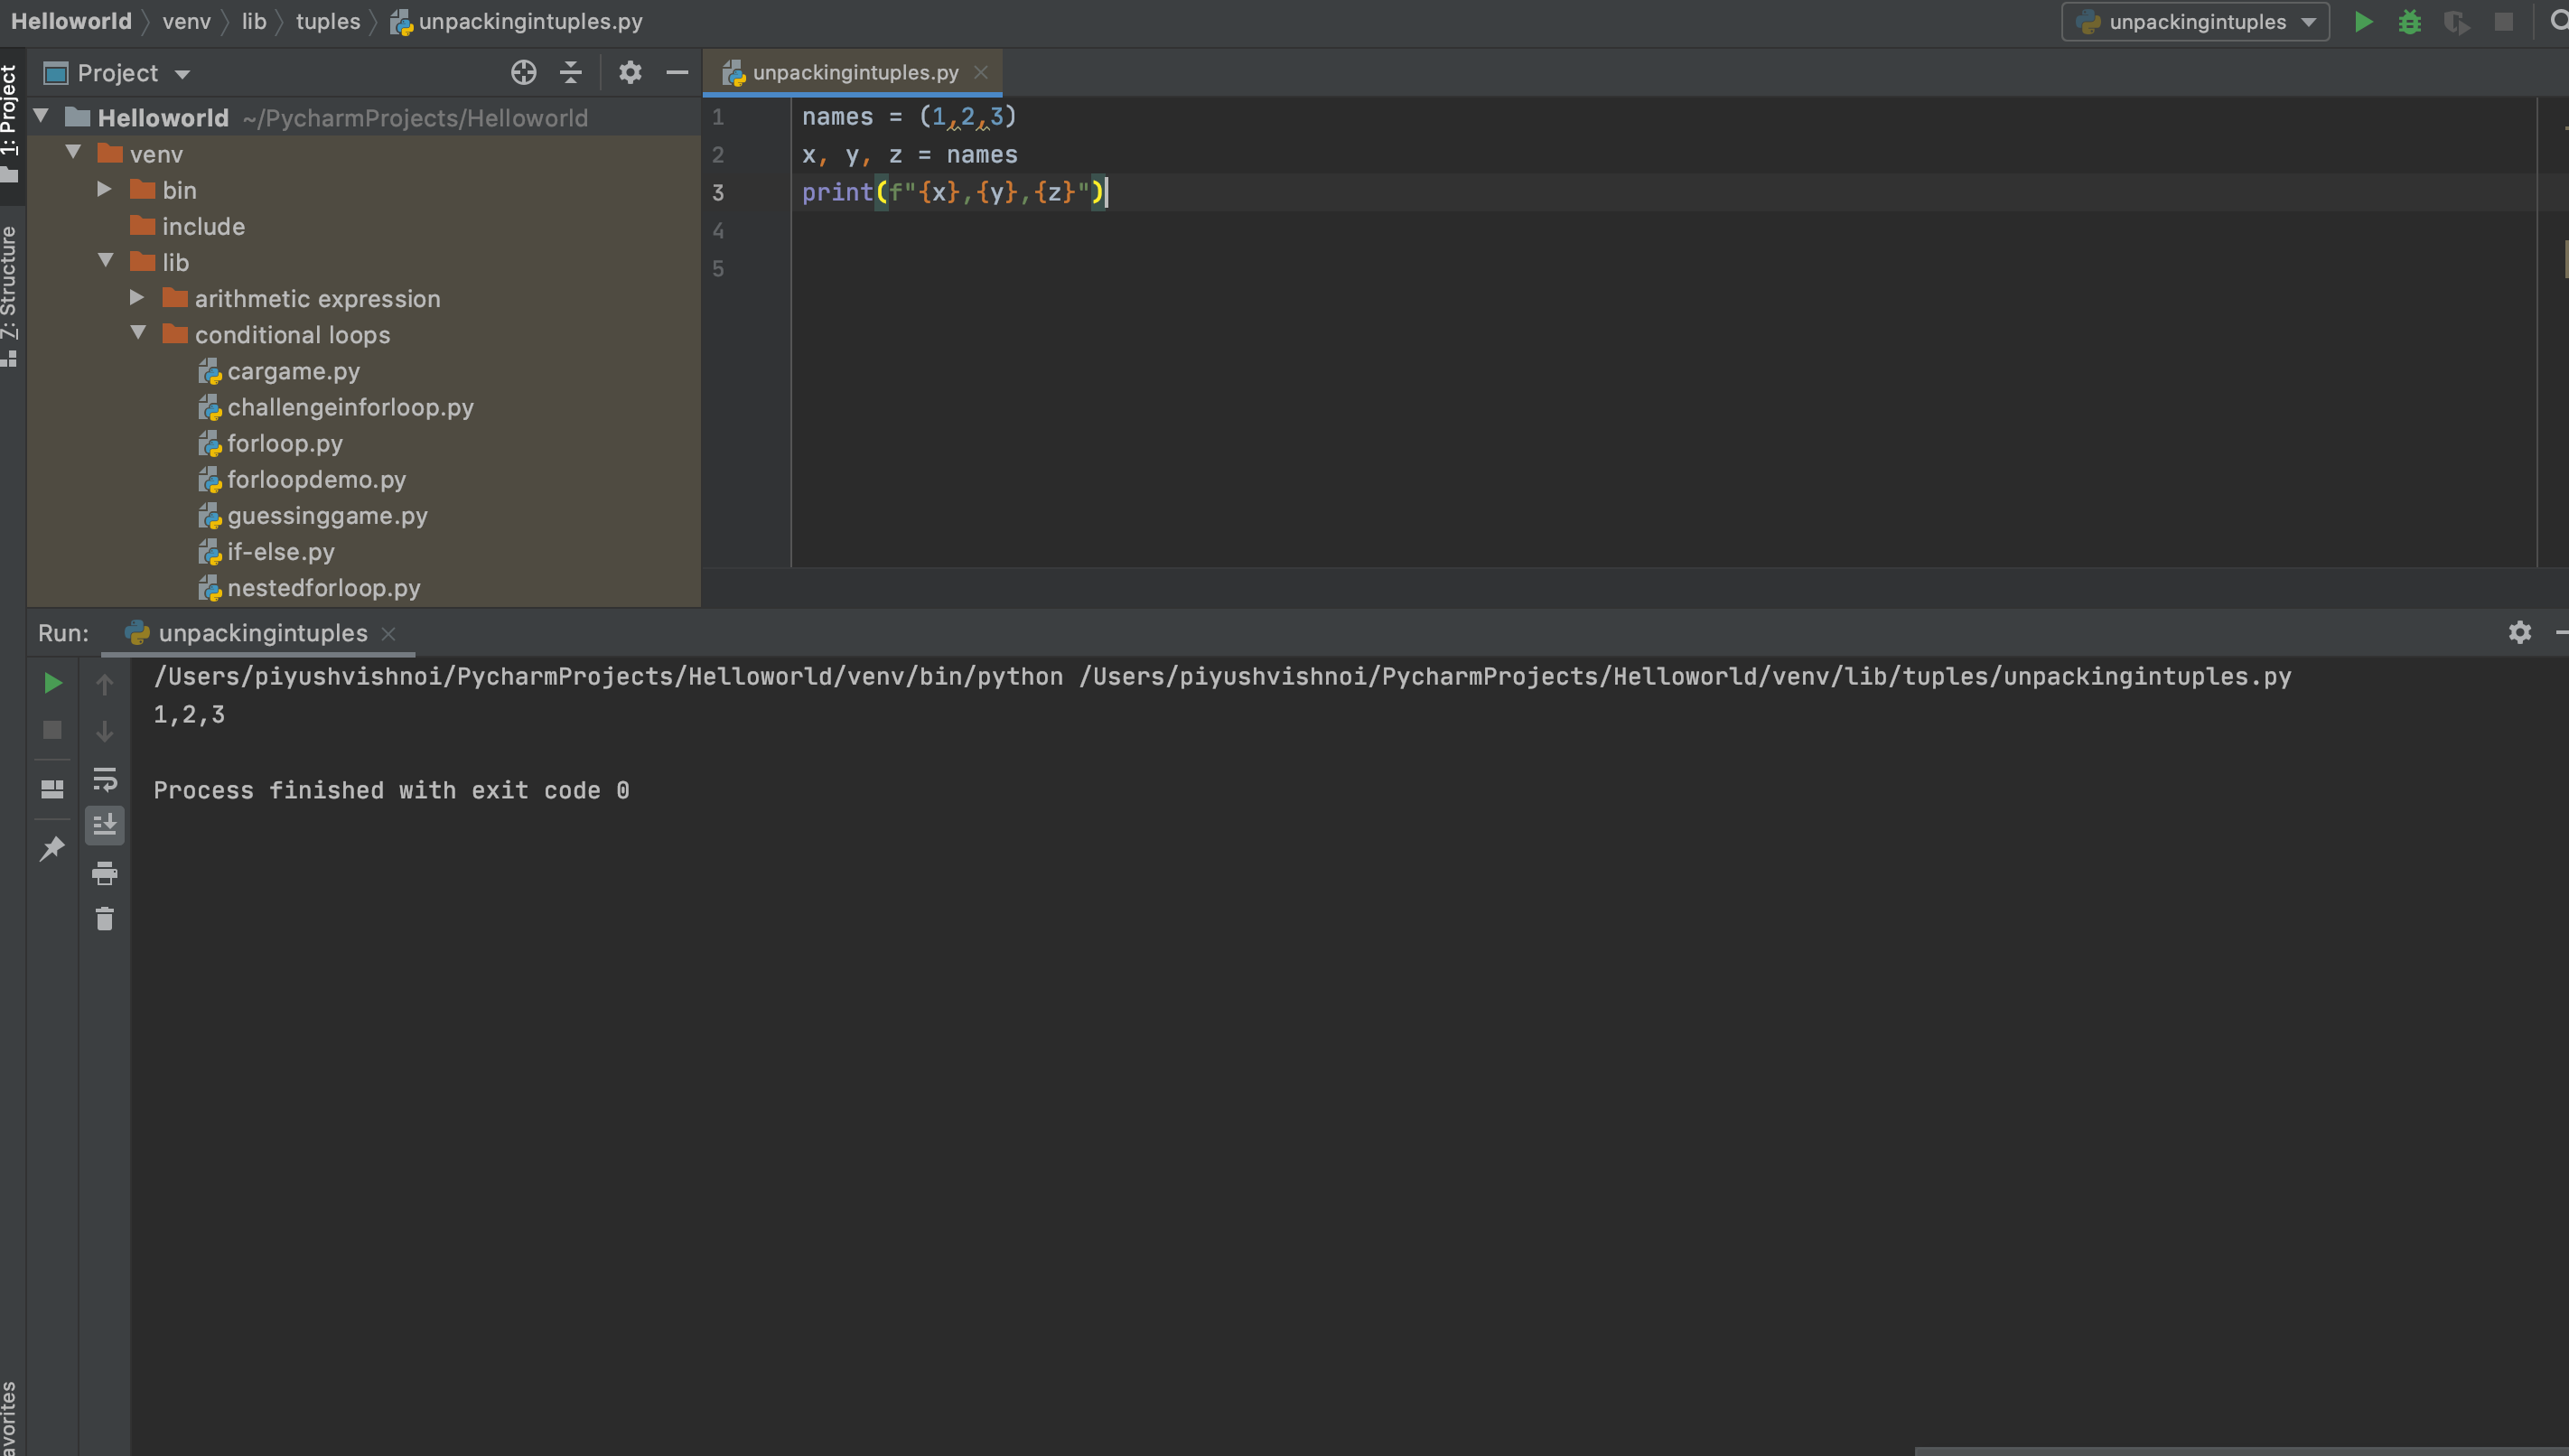 Helloworld venv lib tuples unpackingintuples.py
unpackingintuples
1: Project
7: Structure
Project
Helloworld ~/PycharmProjects/Helloworld
venv
bin
include
lib
arithmetic expression
conditional loops
cargame.py
challengeinforloop.py
forloop.py
forloopdemo.py
guessinggame.py
if-else.py
nestedforloop.py
unpackingintuples.py
1 names = (1,2,3)
2 x, y, z = names
3 print(f"{x},{y},{z}")
4
5
Run: unpackingintuples
/Users/piyushvishnoi/PycharmProjects/Helloworld/venv/bin/python /Users/piyushvishnoi/PycharmProjects/Helloworld/venv/lib/tuples/unpackingintuples.py
1,2,3
Process finished with exit code 0
avorites